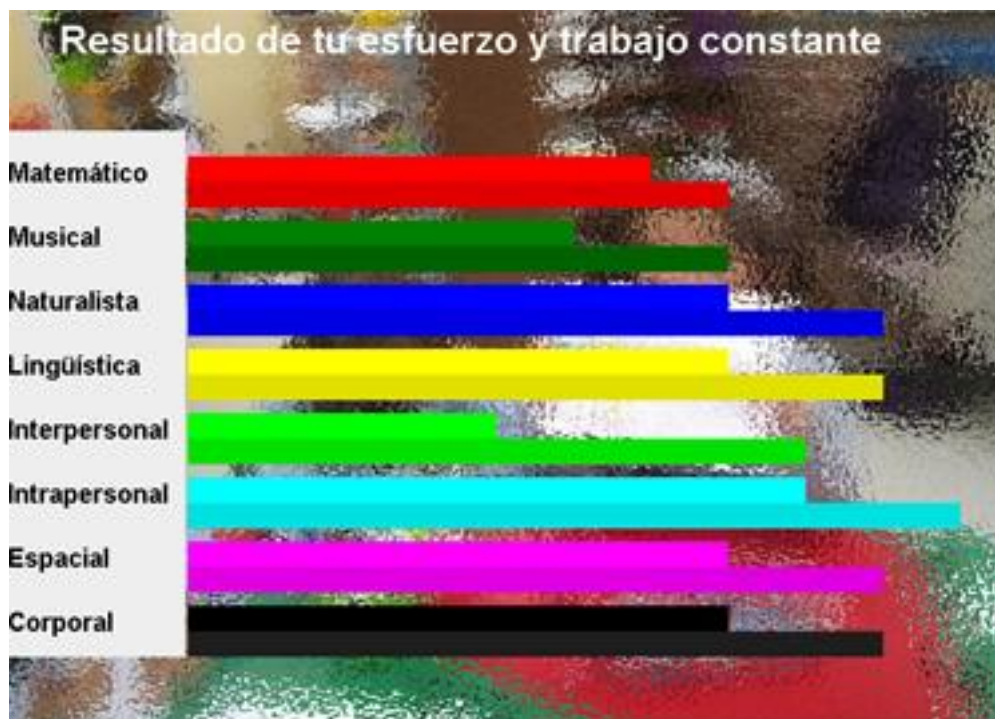 Resultado de tu esfuerzo y trabajo constante
Matemático
Musical
Naturalista
Lingüística
Interpersonal
Intrapersonal
Espacial
Corporal